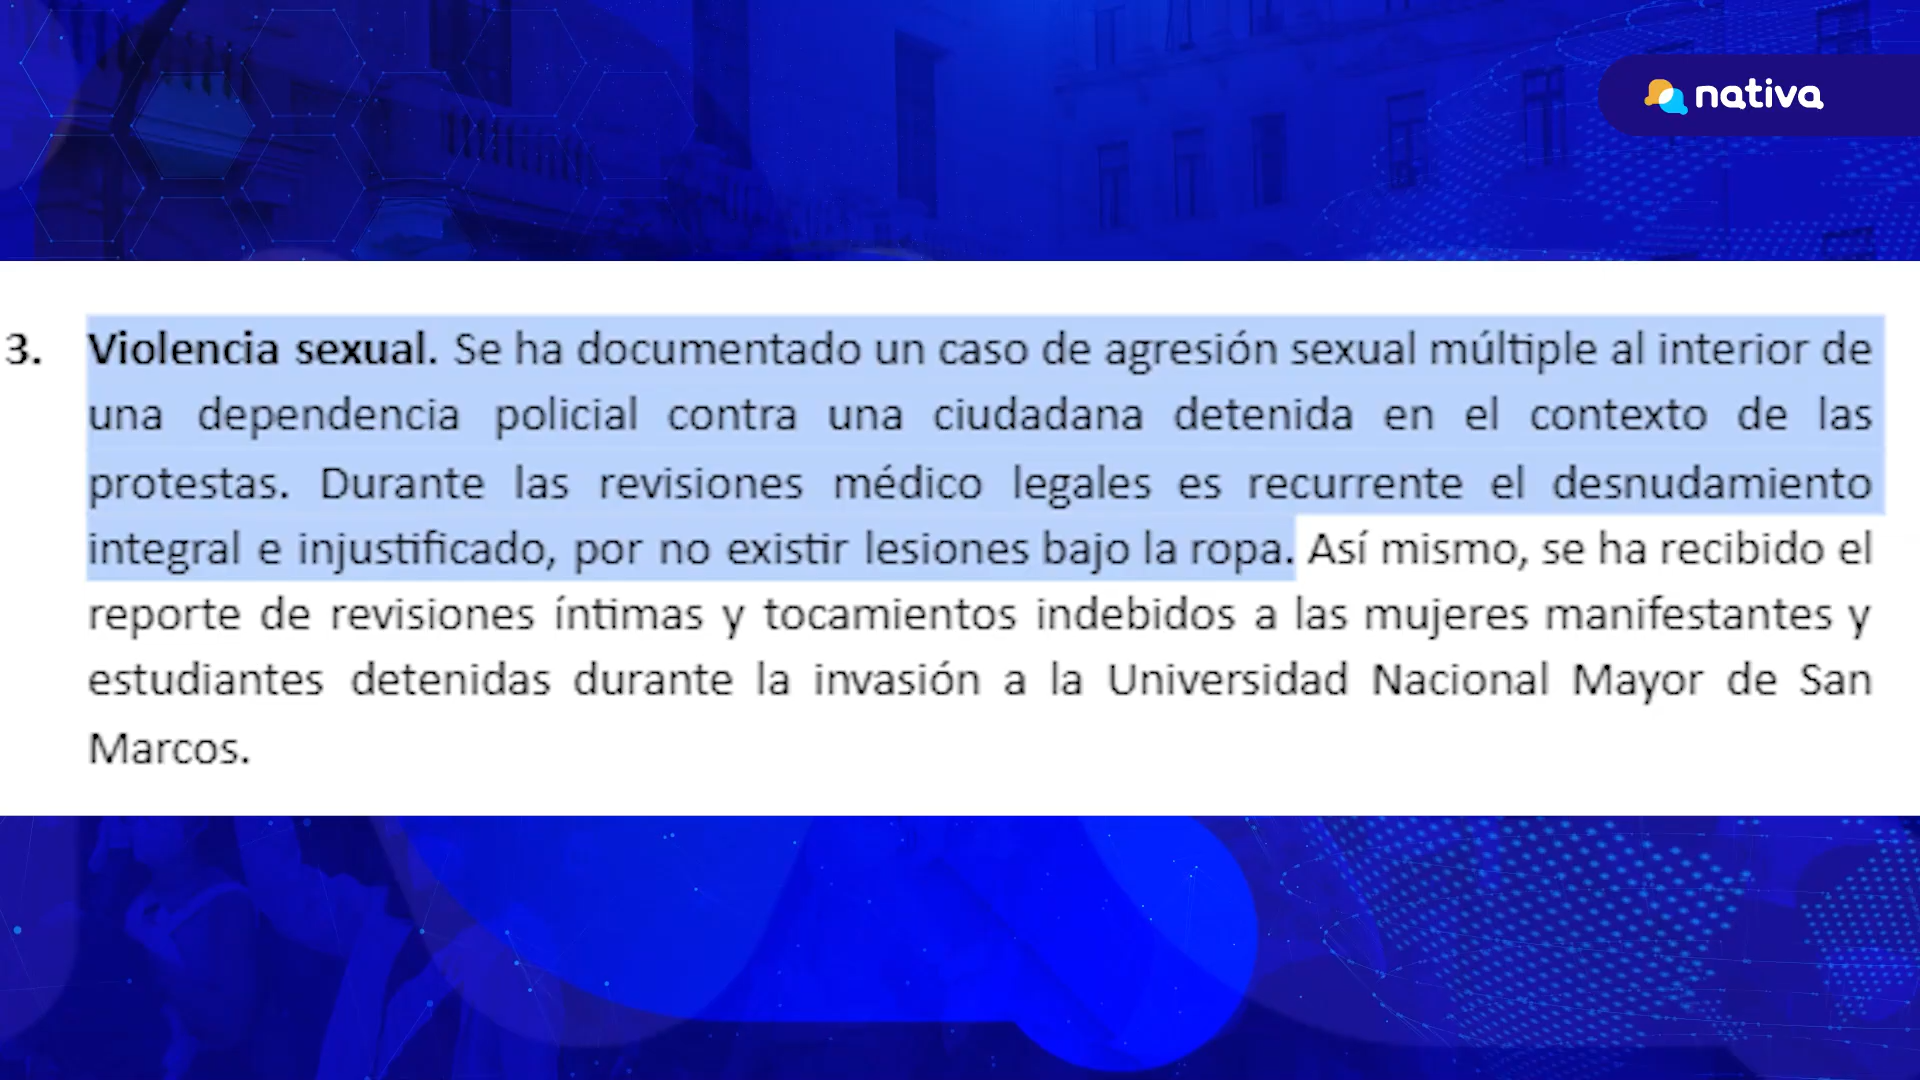 nativa
3. Violencia sexual. Se ha documentado un caso de agresión sexual múltiple al interior de
una dependencia policial contra una ciudadana detenida en el contexto de las
protestas. Durante las revisiones médico legales es recurrente el desnudamiento
integral e injustificado, por no existir lesiones bajo la ropa. Así mismo, se ha recibido el
reporte de revisiones íntimas y tocamientos indebidos a las mujeres manifestantes y
estudiantes detenidas durante la invasión a la Universidad Nacional Mayor de San
Marcos.